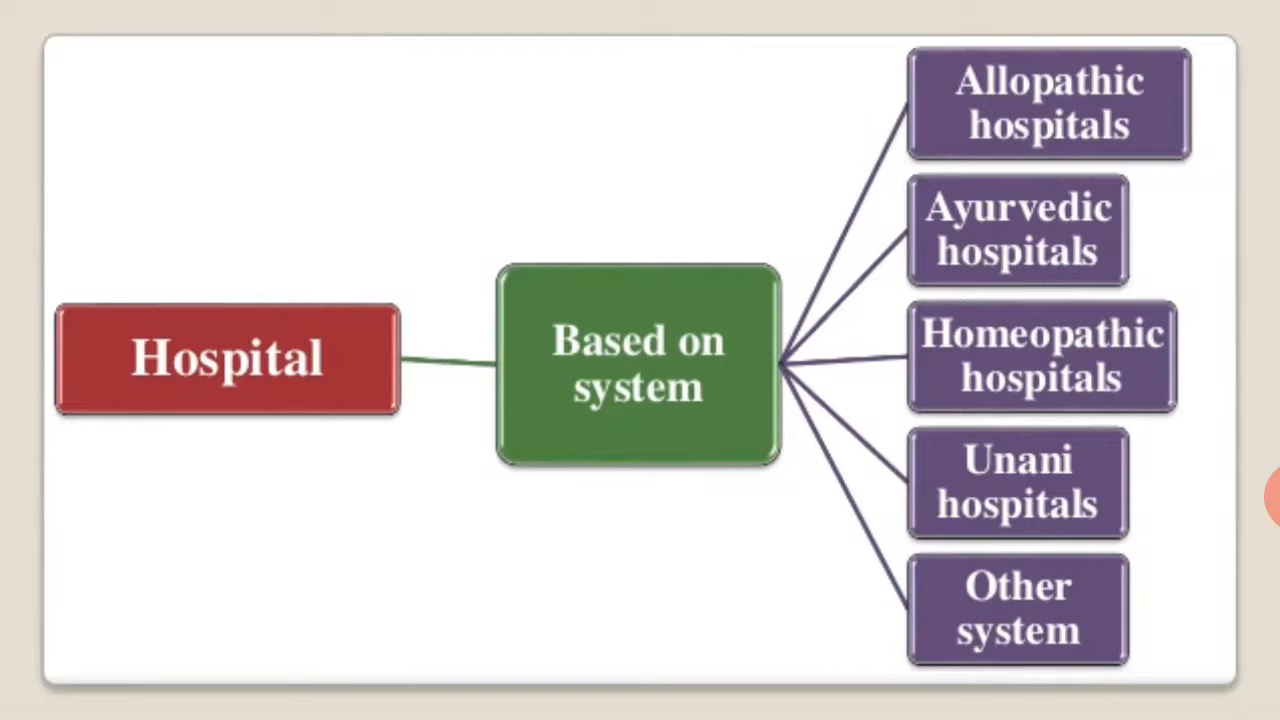 Hospital
Based on
system
Allopathic
hospitals
Ayurvedic
hospitals
Homeopathic
hospitals
Unani
hospitals
Other
system